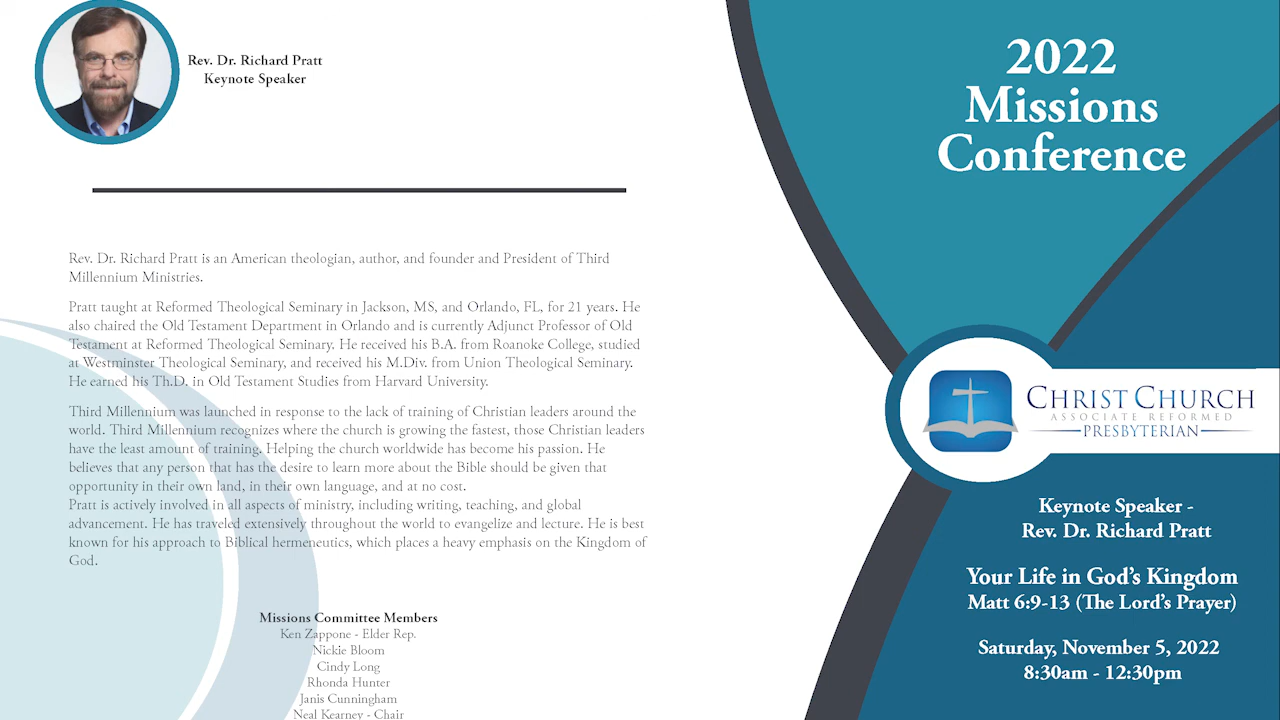 Rev. Dr. Richard Pratt
Keynote Speaker
Rev. Dr. Richard Pratt is an American theologian, author, and founder and President of Third
Millennium Ministries.
Pratt taught at Reformed Theological Seminary in Jackson, MS, and Orlando, FL, for 21 years. He
also chaired the Old Testament Department in Orlando and is currently Adjunct Professor of Old
Testament at Reformed Theological Seminary. He received his B.A. from Roanoke College, studied
at Westminster Theological Seminary, and received his M.Div. from Union Theological Seminary.
He earned his Th.D. in Old Testament Studies from Harvard University.
Third Millennium was launched in response to the lack of training of Christian leaders around the
world. Third Millennium recognizes where the church is growing the fastest, those Christian leaders
have the least amount of training. Helping the church worldwide has become his passion. He
believes that any person that has the desire to learn more about the Bible should be given that
opportunity in their own land, in their own language, and at no cost.
Pratt is actively involved in all aspects of ministry, including writing, teaching, and global
advancement. He has traveled extensively throughout the world to evangelize and lecture. He is best
known for his approach to Biblical hermeneutics, which places a heavy emphasis on the Kingdom of
God.
Missions Committee Members
Ken Zappone - Elder Rep.
Nickie Bloom
Cindy Long
Rhonda Hunter
Janis Cunningham
Neal Kearney - Chair
2022
Missions
Conference
CHRIST CHURCH
ASSOCIATE REFORMED
PRESBYTERIAN
Keynote Speaker -
Rev. Dr. Richard Pratt
Your Life in God's Kingdom
Matt 6:9-13 (The Lord's Prayer)
Saturday, November 5, 2022
8:30am - 12:30pm